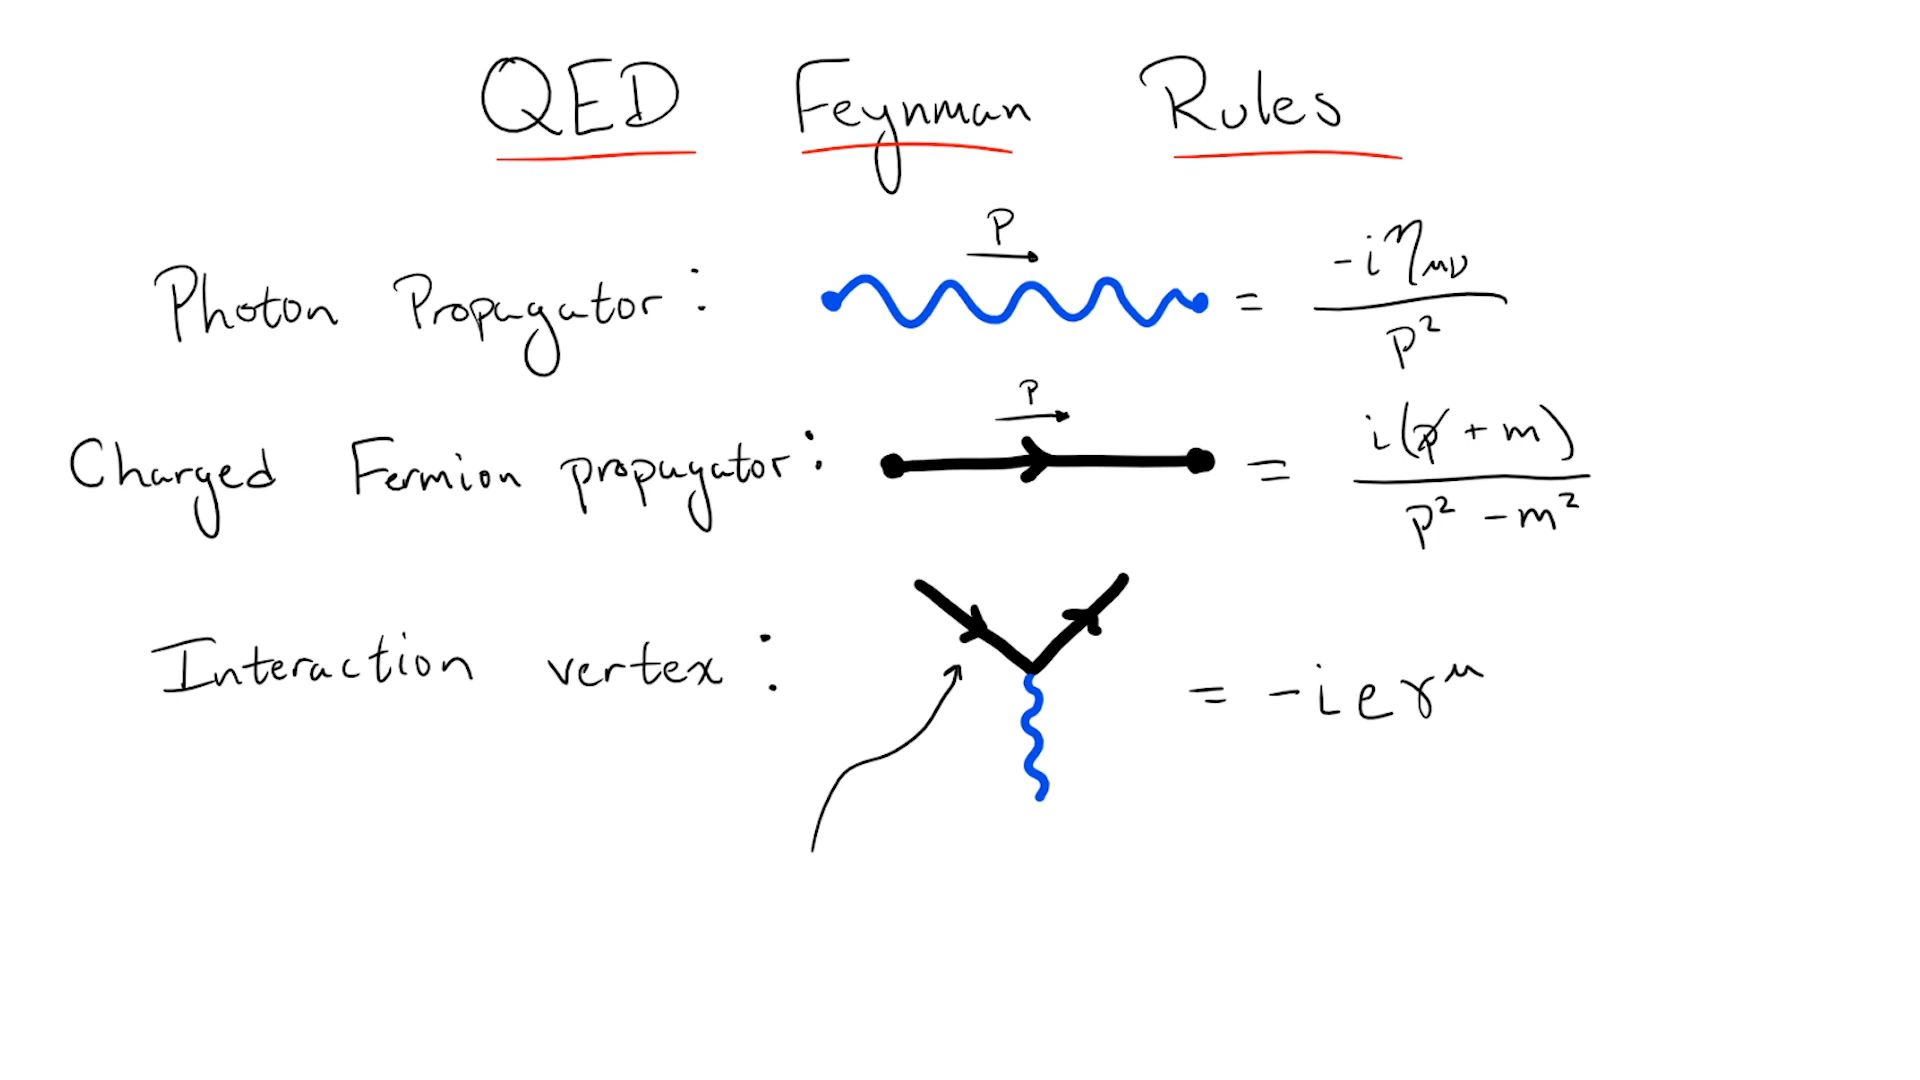 QED Feynman Rules
Photon Propagator: P = -iη_μν / p²
Charged Fermion propagator: P = i(p̸ + m) / p² - m²
Interaction vertex: = -ieγ^μ